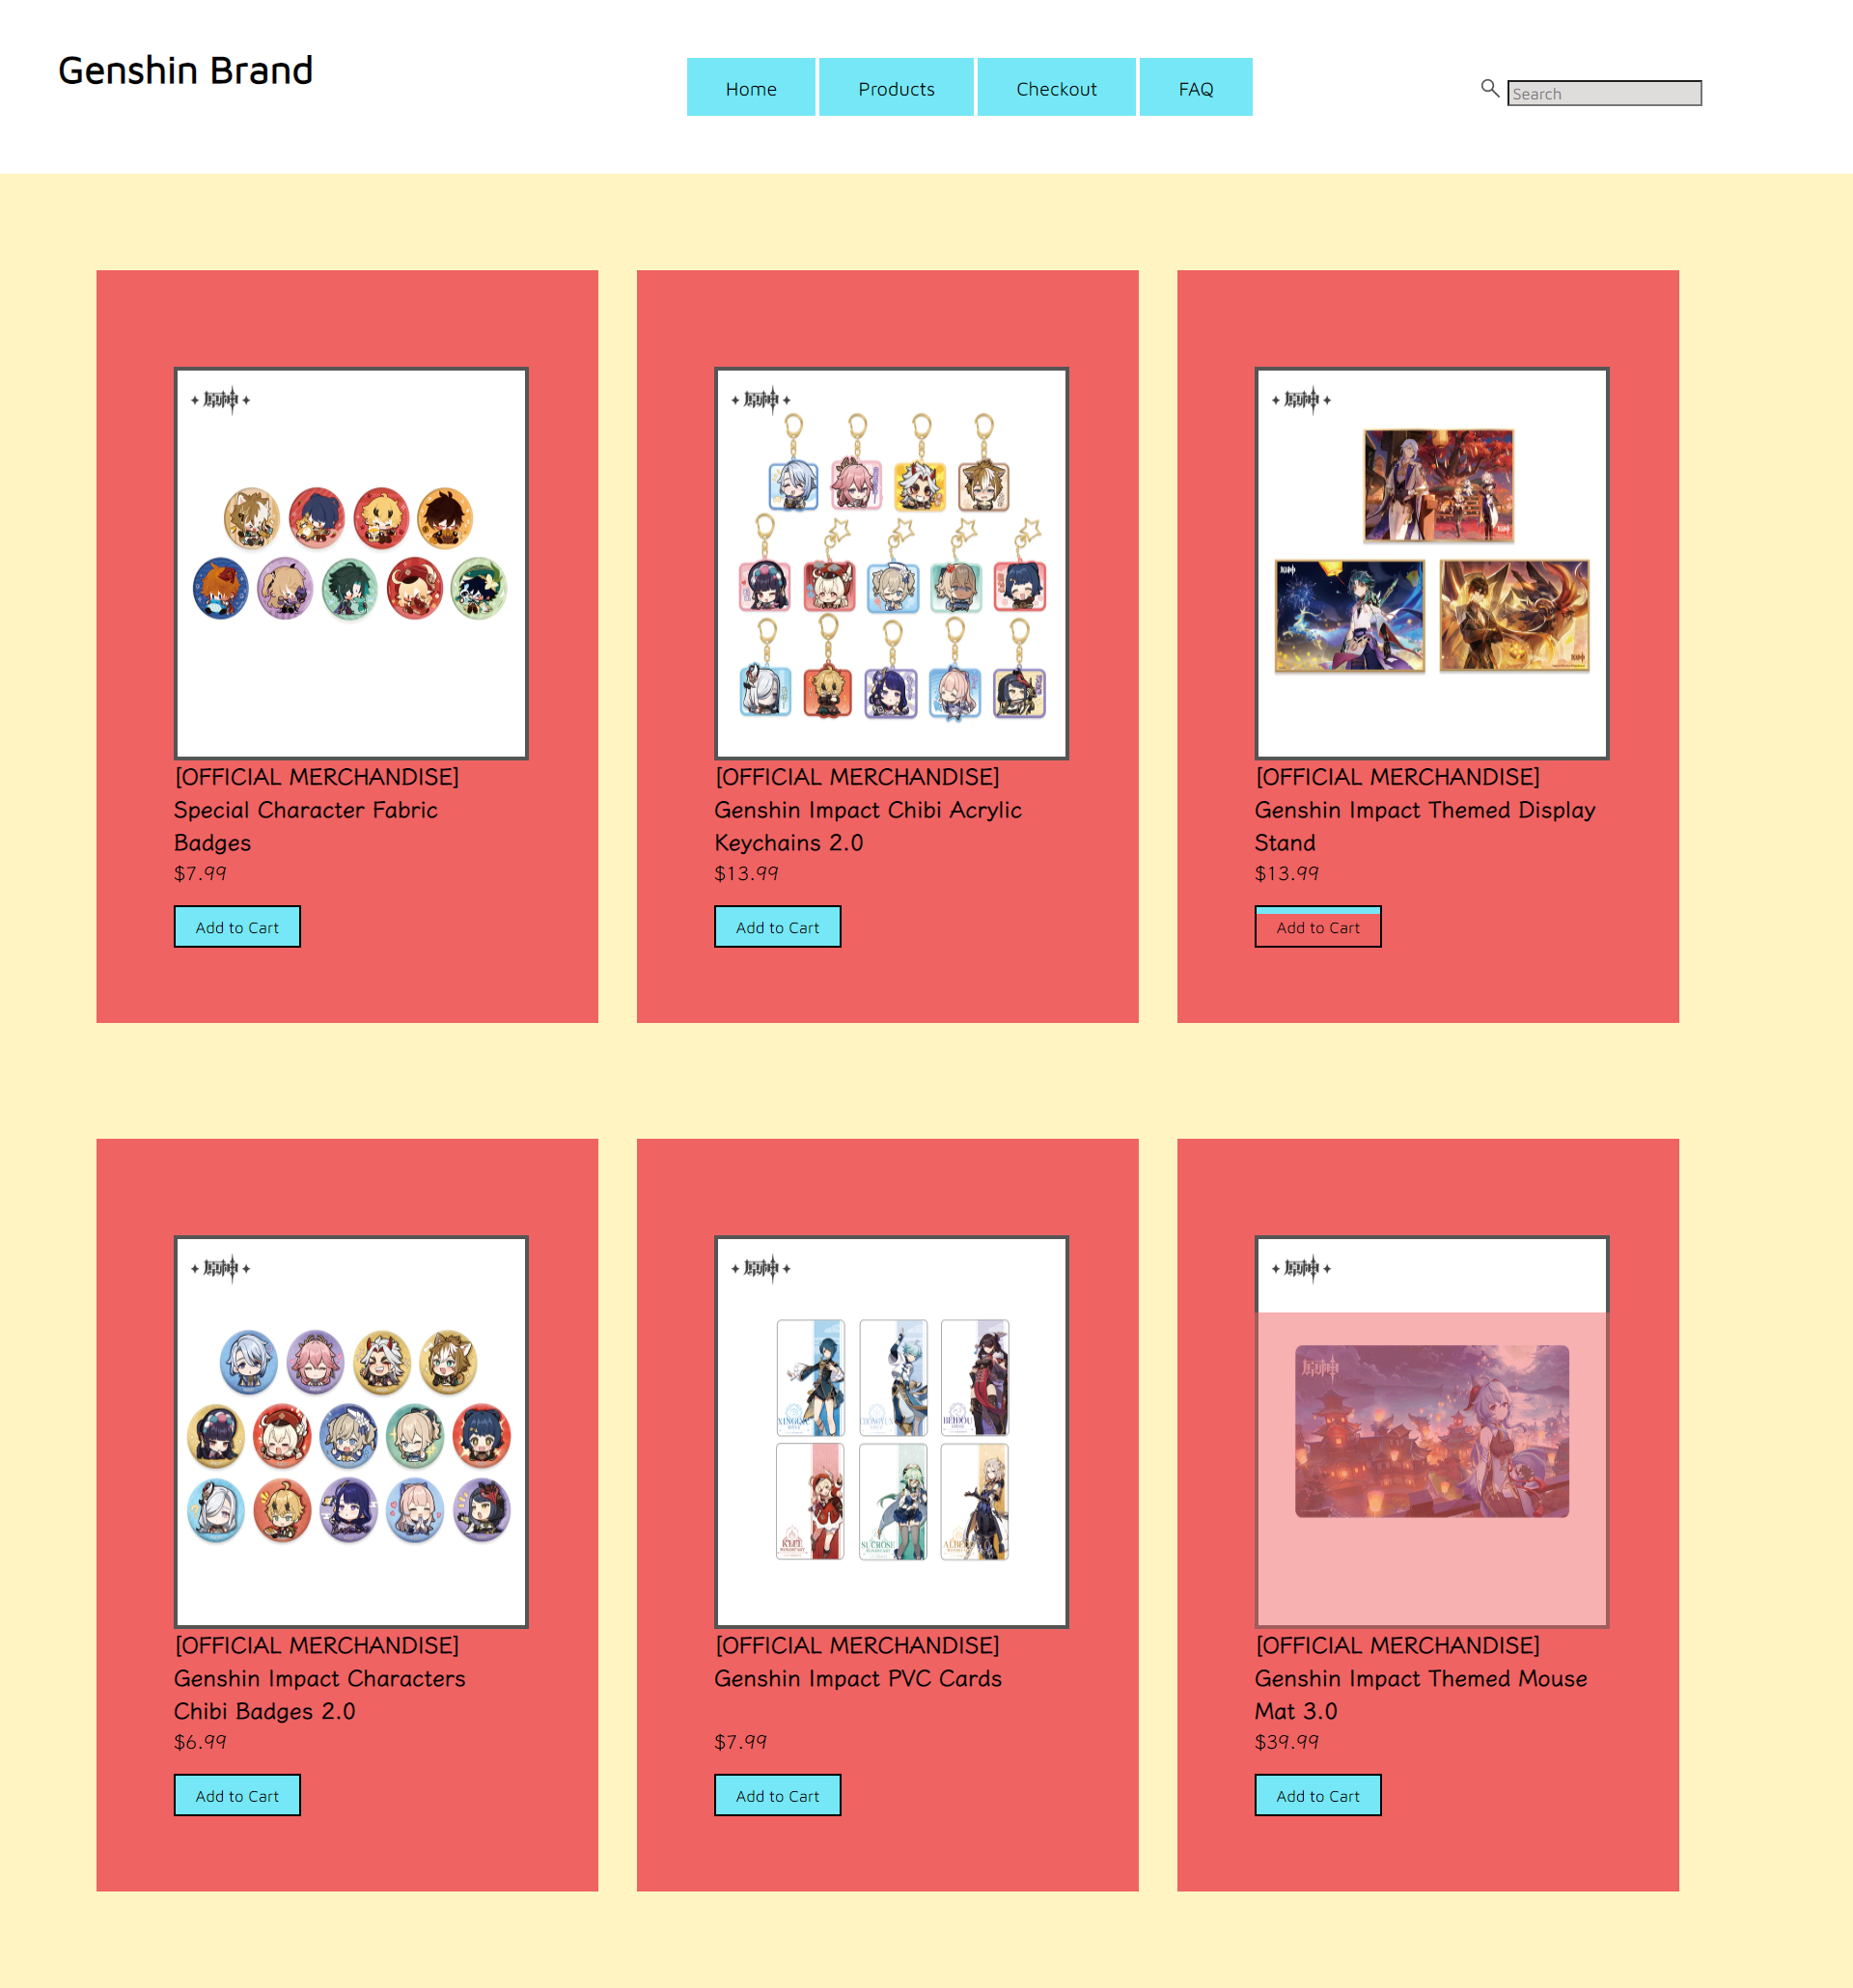 Genshin Brand
Home
Products
Checkout
FAQ
Search
原神
原神
原神
[OFFICIAL MERCHANDISE]
Special Character Fabric
Badges
$7.99
Add to Cart
[OFFICIAL MERCHANDISE]
Genshin Impact Chibi Acrylic
Keychains 2.0
$13.99
Add to Cart
[OFFICIAL MERCHANDISE]
Genshin Impact Themed Display
Stand
$13.99
Add to Cart
原神
原神
XINGQIU
CHONGYUN
BEIDOU
KLEE
SUCROSE
原神
原神
[OFFICIAL MERCHANDISE]
Genshin Impact Characters
Chibi Badges 2.0
$6.99
Add to Cart
[OFFICIAL MERCHANDISE]
Genshin Impact PVC Cards
$7.99
Add to Cart
[OFFICIAL MERCHANDISE]
Genshin Impact Themed Mouse
Mat 3.0
$39.99
Add to Cart